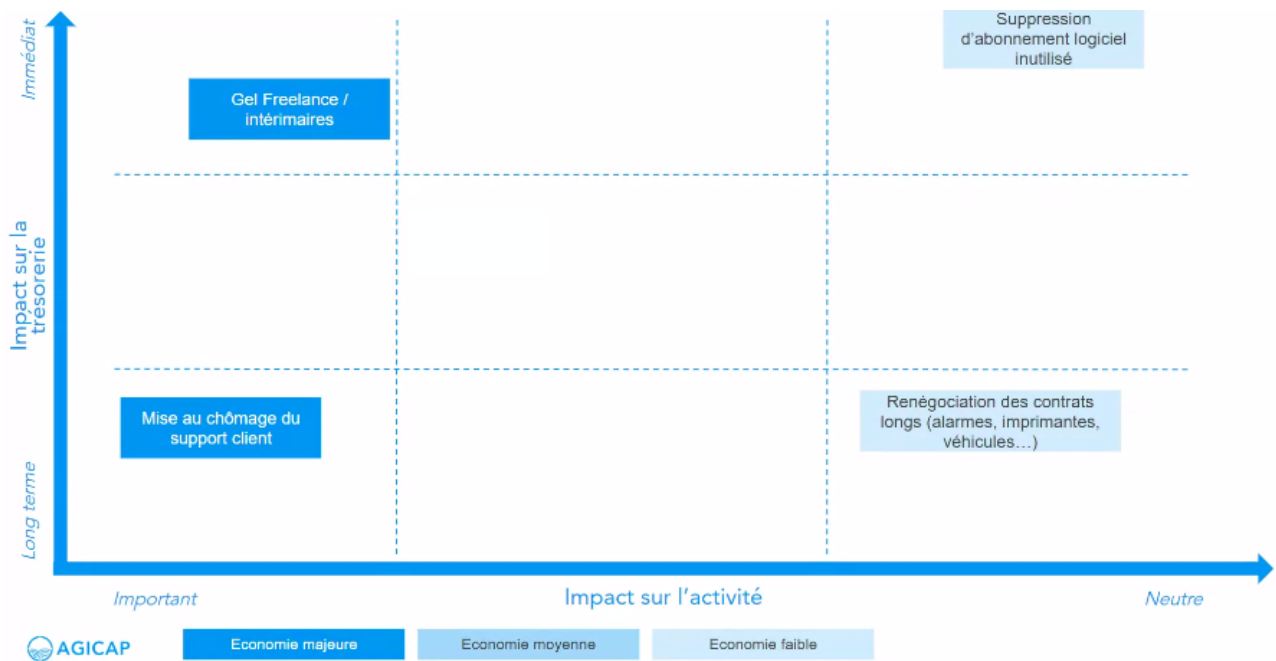 Immédiat
Suppression
d'abonnement logiciel
inutilisé
Gel Freelance /
intérimaires
Impact sur la
trésorerie
Mise au chômage du
support client
Renégociation des contrats
longs (alarmes, imprimantes,
véhicules...)
Long terme
Important
Impact sur l'activité
Neutre
AGICAP
Economie majeure
Economie moyenne
Economie faible